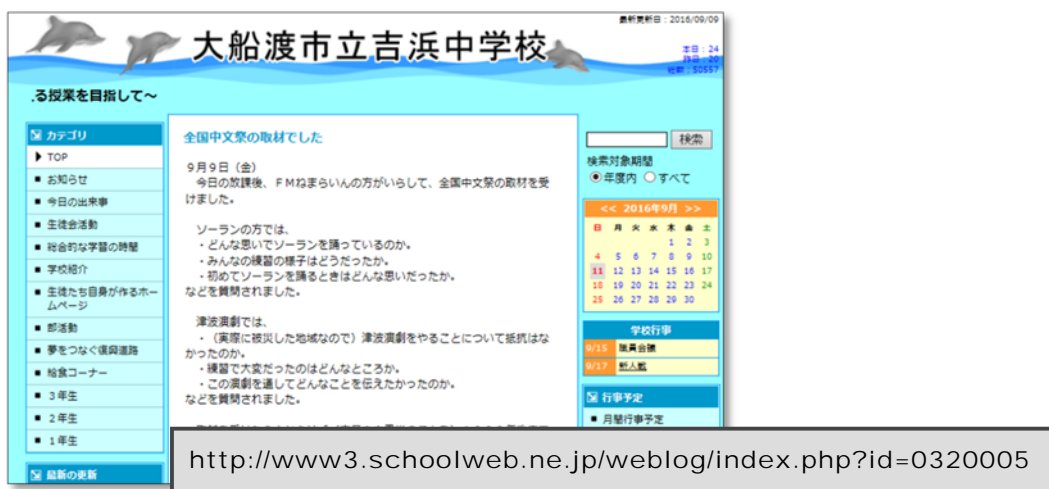 最新更新日：2016/09/09
大船渡市立吉浜中学校
本日：24
昨日：20
総数：50557
る授業を目指して～
カテゴリ
TOP
お知らせ
今日の出来事
生徒会活動
総合的な学習の時間
学校紹介
生徒たち自身が作るホー
ムページ
部活動
夢をつなぐ復興道路
給食コーナー
３年生
２年生
１年生
最新の更新
全国中文祭の取材でした
９月９日（金）
今日の放課後、ＦＭねまらいんの方がいらして、全国中文祭の取材を受
けました。
ソーランの方では、
・どんな思いでソーランを踊っているのか。
・みんなの練習の様子はどうだったか。
・初めてソーランを踊るときはどんな思いだったか。
などを質問されました。
津波演劇では、
・（実際に被災した地域なので）津波演劇をやることについて抵抗はな
かったのか。
・練習で大変だったのはどんなところか。
・この演劇を通してどんなことを伝えたかったのか。
などを質問されました。
検索
検索対象期間
年度内 すべて
<< 2016年9月 >>
日 月 火 水 木 金 土
1 2 3
4 5 6 7 8 9 10
11 12 13 14 15 16 17
18 19 20 21 22 23 24
25 26 27 28 29 30
学校行事
9/15 職員会議
9/17 新人戦
行事予定
月間行事予定
http://www3.schoolweb.ne.jp/weblog/index.php?id=0320005